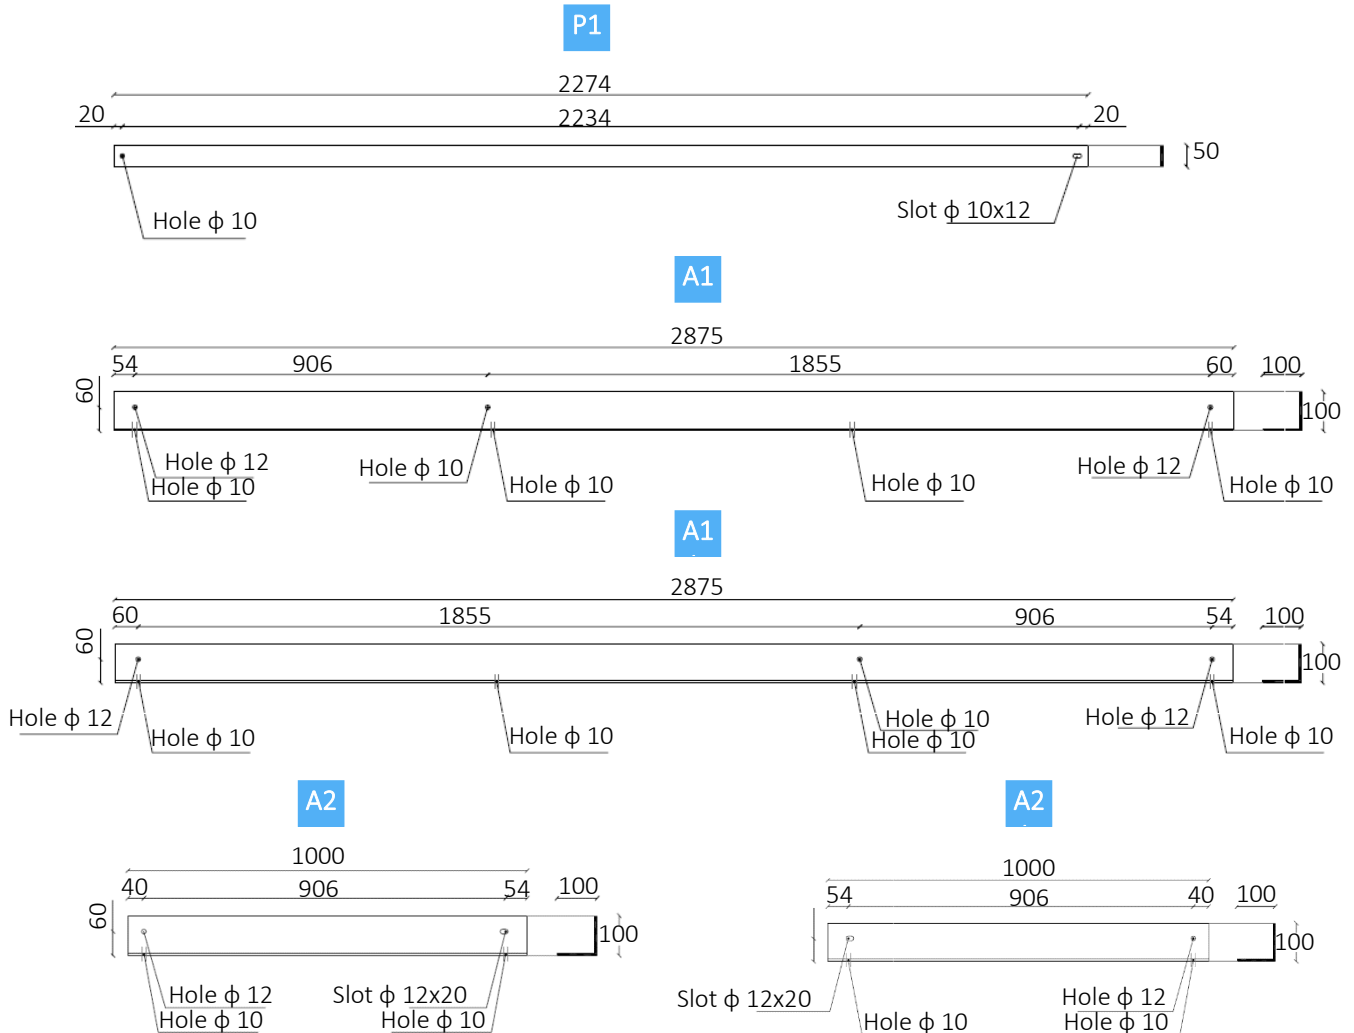 P1
2274
20 2234 20
50
Hole ф 10
Slot ф 10x12
A1
2875
54 906 1855 60 100
60
100
Hole ф 12
Hole ф 10
Hole ф 10
Hole ф 10
Hole ф 10
Hole ф 12
Hole ф 10
A1
2875
60 1855 906 54 100
60
100
Hole ф 12
Hole ф 10
Hole ф 10
Hole ф 10
Hole ф 10
Hole ф 12
Hole ф 10
A2
1000
40 906 54 100
60
100
Hole ф 12
Hole ф 10
Slot ф 12x20
Hole ф 10
A2
1000
54 906 40 100
100
Slot ф 12x20
Hole ф 10
Hole ф 12
Hole ф 10